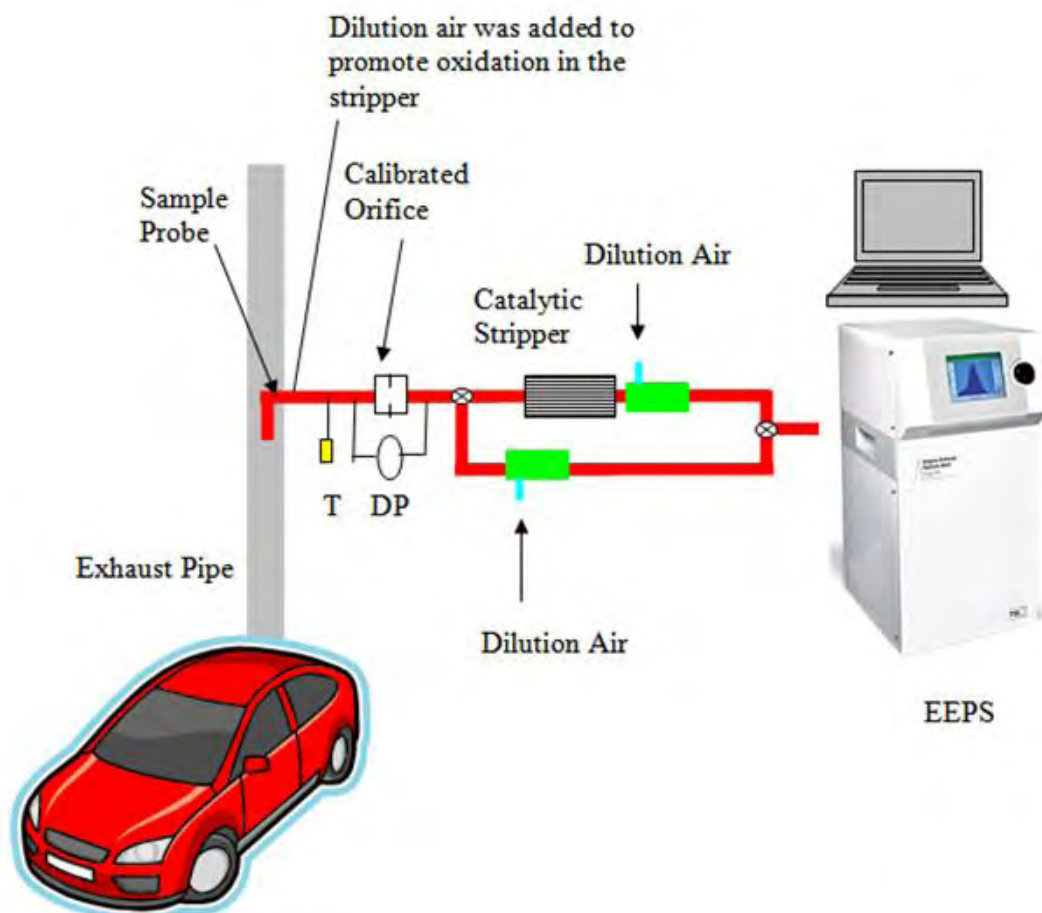 Dilution air was added to
promote oxidation in the
stripper
Sample
Probe
Calibrated
Orifice
Dilution Air
Catalytic
Stripper
T
DP
Exhaust Pipe
Dilution Air
EEPS